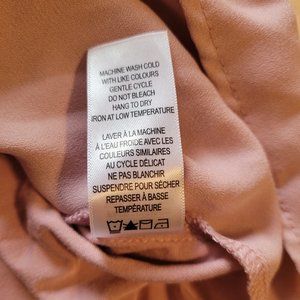 MACHINE WASH COLD
WITH LIKE COLOURS
GENTLE CYCLE
DO NOT BLEACH
HANG TO DRY
IRON AT LOW TEMPERATURE
LAVER À LA MACHINE
À L'EAU FROIDE AVEC LES
COULEURS SIMILAIRES
AU CYCLE DÉLICAT
NE PAS BLANCHIR
SUSPENDRE POUR SÉCHER
REPASSER À BASSE
TEMPÉRATURE